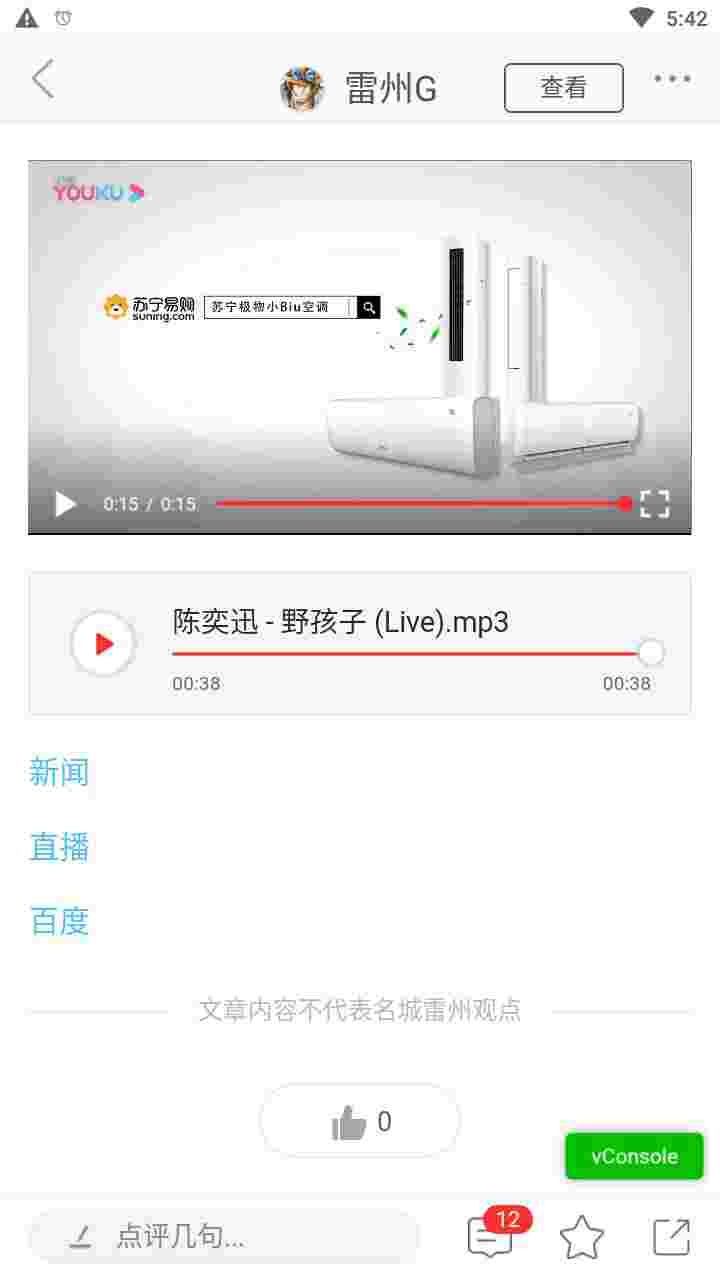 5:42
雷州G
查看
YOUKU
苏宁易购
suning.com
苏宁极物小Biu空调
0:15 / 0:15
陈奕迅 - 野孩子 (Live).mp3
00:38
00:38
新闻
直播
百度
文章内容不代表名城雷州观点
0
vConsole
点评几句...
12